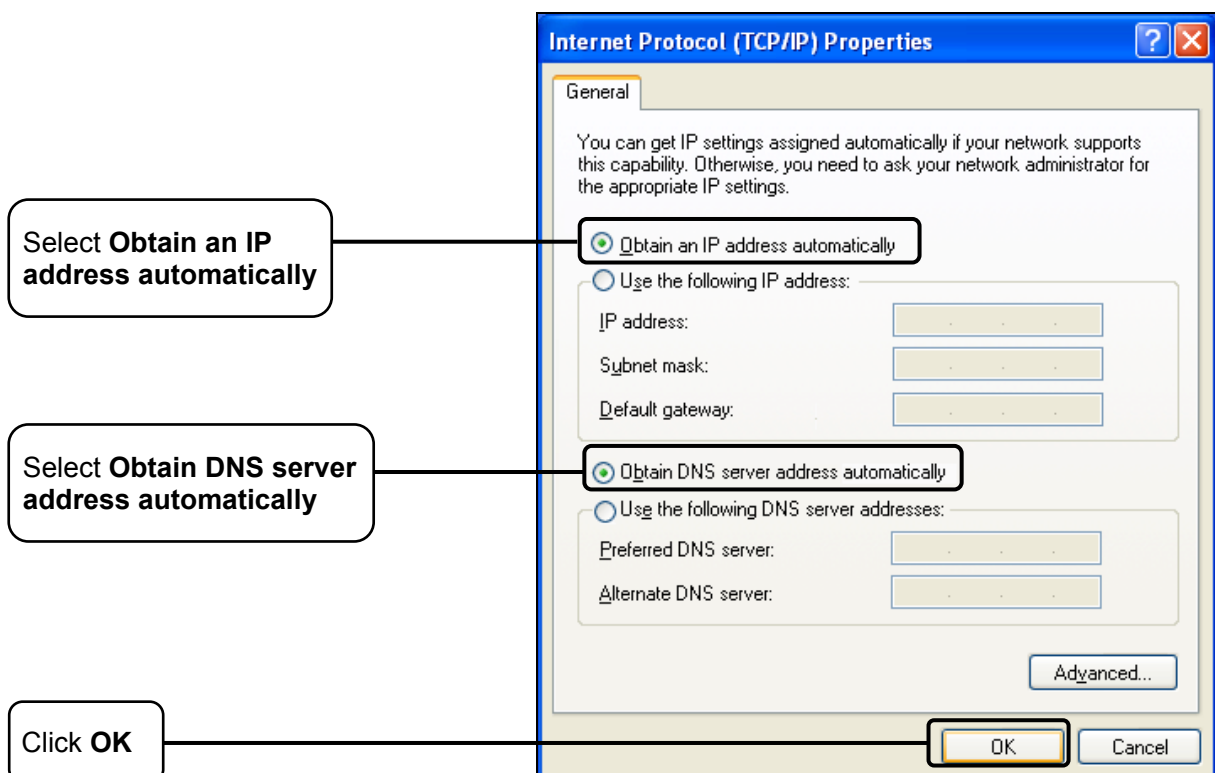 Internet Protocol (TCP/IP) Properties
General
You can get IP settings assigned automatically if your network supports
this capability. Otherwise, you need to ask your network administrator for
the appropriate IP settings.
Select Obtain an IP
address automatically
Obtain an IP address automatically
Use the following IP address:
IP address:
Subnet mask:
Default gateway:
Select Obtain DNS server
address automatically
Obtain DNS server address automatically
Use the following DNS server addresses:
Preferred DNS server:
Alternate DNS server:
Advanced...
Click OK
OK
Cancel